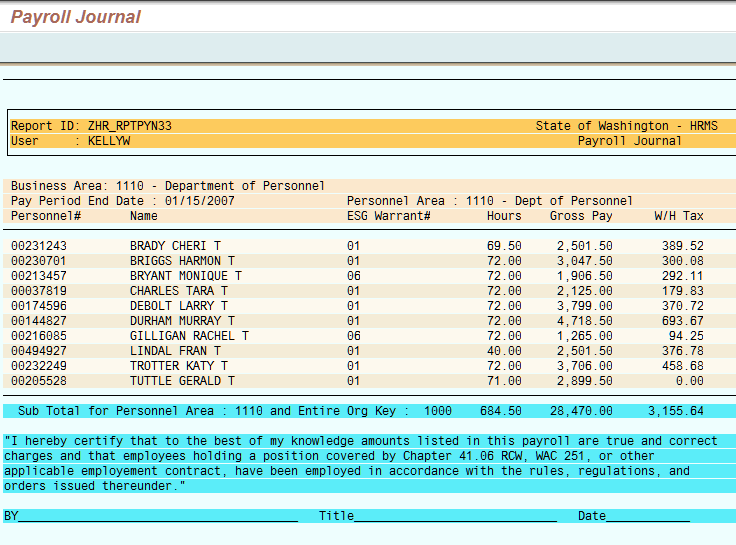 Payroll Journal
Report ID: ZHR_RPTPYN33 State of Washington - HRMS
User : KELLYW Payroll Journal
Business Area: 1110 - Department of Personnel
Pay Period End Date : 01/15/2007 Personnel Area : 1110 - Dept of Personnel
Personnel# Name ESG Warrant# Hours Gross Pay W/H Tax
00231243 BRADY CHERI T 01 69.50 2,501.50 389.52
00230701 BRIGGS HARMON T 01 72.00 3,047.50 300.08
00213457 BRYANT MONIQUE T 06 72.00 1,906.50 292.11
00037819 CHARLES TARA T 01 72.00 2,125.00 179.83
00174596 DEBOLT LARRY T 01 72.00 3,799.00 370.72
00144827 DURHAM MURRAY T 01 72.00 4,718.50 693.67
00216085 GILLIGAN RACHEL T 06 72.00 1,265.00 94.25
00494927 LINDAL FRAN T 01 40.00 2,501.50 376.78
00232249 TROTTER KATY T 01 72.00 3,706.00 458.68
00205528 TUTTLE GERALD T 01 71.00 2,899.50 0.00
Sub Total for Personnel Area : 1110 and Entire Org Key : 1000 684.50 28,470.00 3,155.64
"I hereby certify that to the best of my knowledge amounts listed in this payroll are true and correct
charges and that employees holding a position covered by Chapter 41.06 RCW, WAC 251, or other
applicable employement contract, have been employed in accordance with the rules, regulations, and
orders issued thereunder."
BY________________________________________ Title_____________________________ Date____________